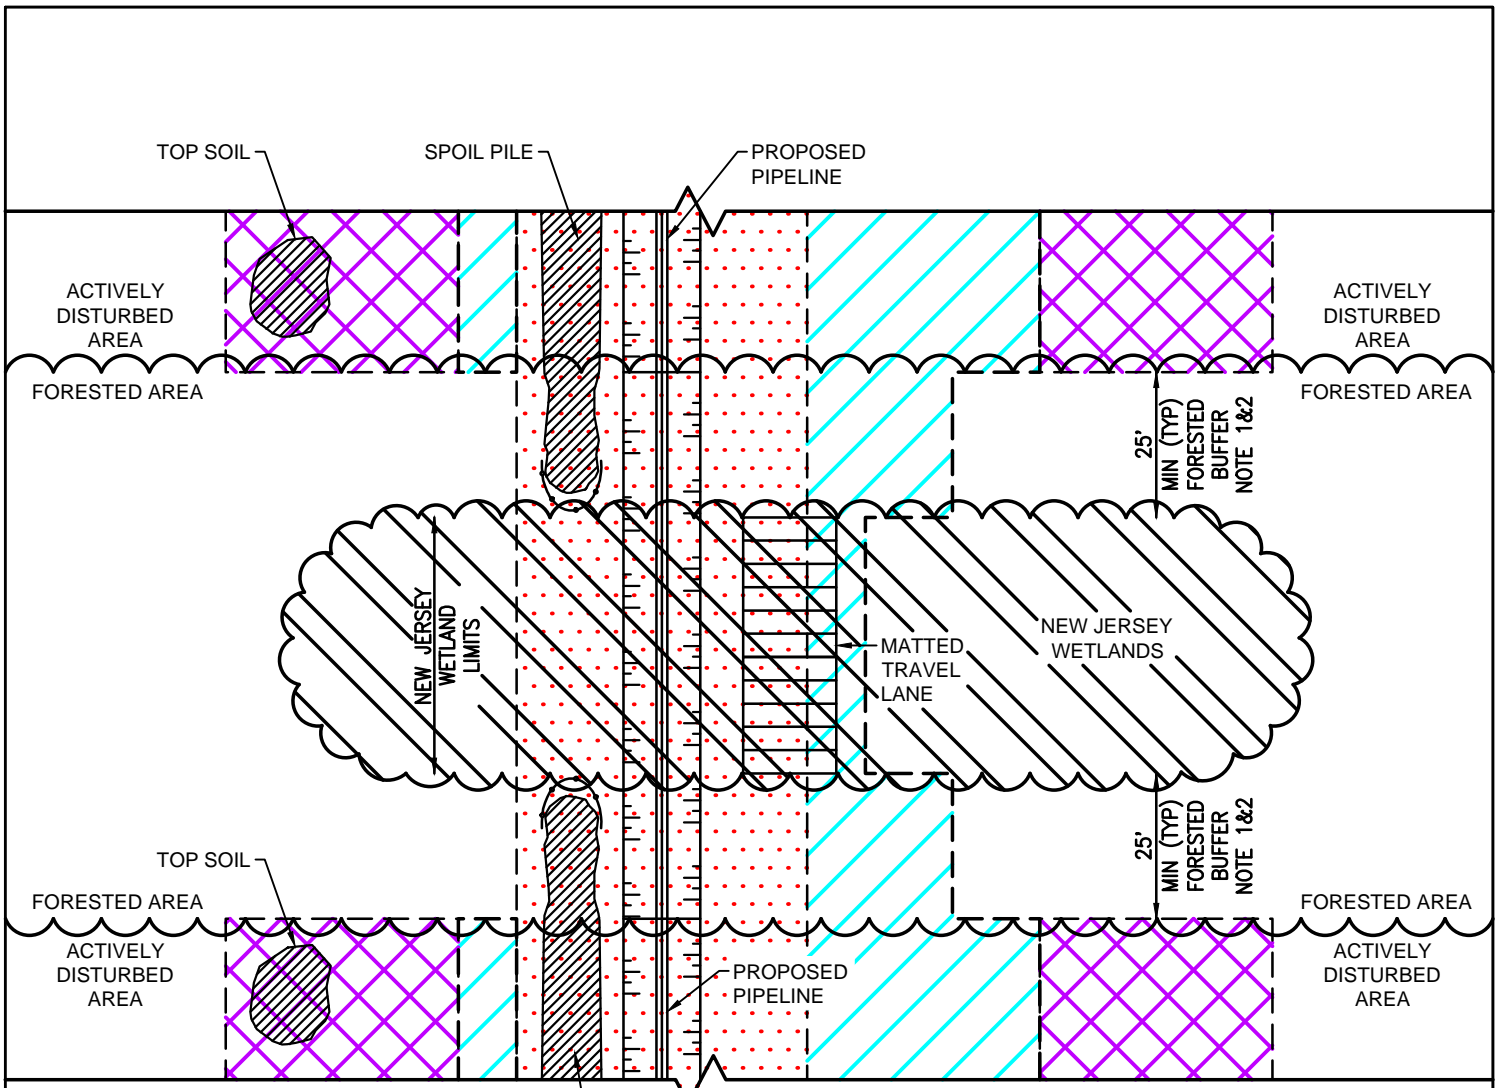 TOP SOIL
SPOIL PILE
PROPOSED
PIPELINE
ACTIVELY
DISTURBED
AREA
ACTIVELY
DISTURBED
AREA
FORESTED AREA
FORESTED AREA
25'
MIN (TYP)
FORESTED
BUFFER
NOTE 1&2
NEW JERSEY
WETLAND
LIMITS
MATTED
TRAVEL
LANE
NEW JERSEY
WETLANDS
25'
MIN (TYP)
FORESTED
BUFFER
NOTE 1&2
TOP SOIL
FORESTED AREA
FORESTED AREA
ACTIVELY
DISTURBED
AREA
PROPOSED
PIPELINE
ACTIVELY
DISTURBED
AREA